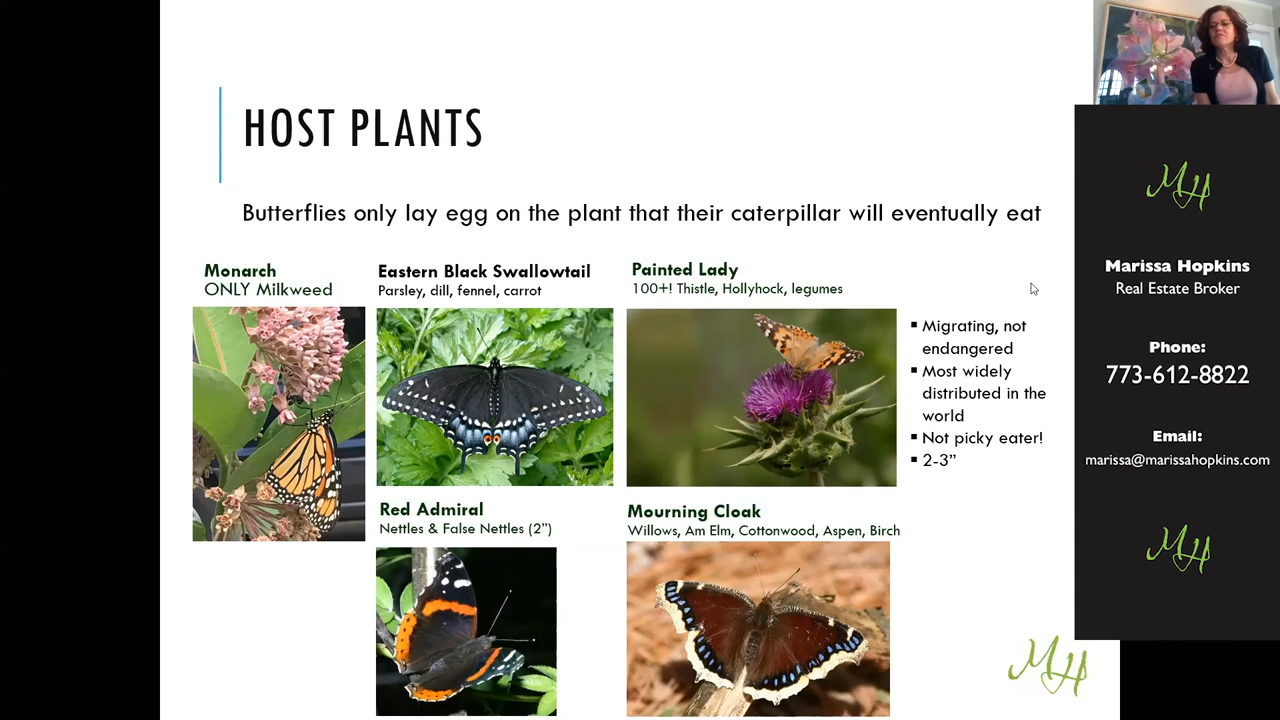 HOST PLANTS
Butterflies only lay egg on the plant that their caterpillar will eventually eat
Monarch
ONLY Milkweed
Eastern Black Swallowtail
Parsley, dill, fennel, carrot
Painted Lady
100+! Thistle, Hollyhock, legumes
▪ Migrating, not
endangered
▪ Most widely
distributed in the
world
▪ Not picky eater!
▪ 2-3”
Red Admiral
Nettles & False Nettles (2”)
Mourning Cloak
Willows, Am Elm, Cottonwood, Aspen, Birch
MH
MH
Marissa Hopkins
Real Estate Broker
Phone:
773-612-8822
Email:
marissa@marissahopkins.com
MH